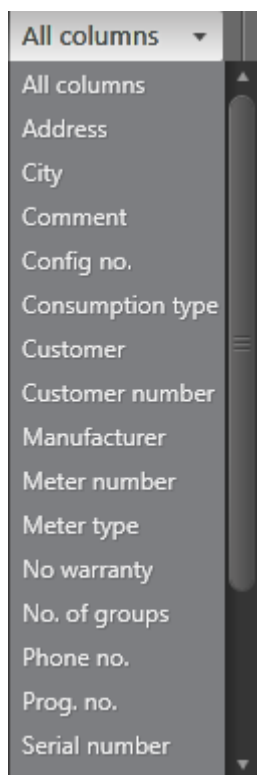 All columns
All columns
Address
City
Comment
Config no.
Consumption type
Customer
Customer number
Manufacturer
Meter number
Meter type
No warranty
No. of groups
Phone no.
Prog. no.
Serial number